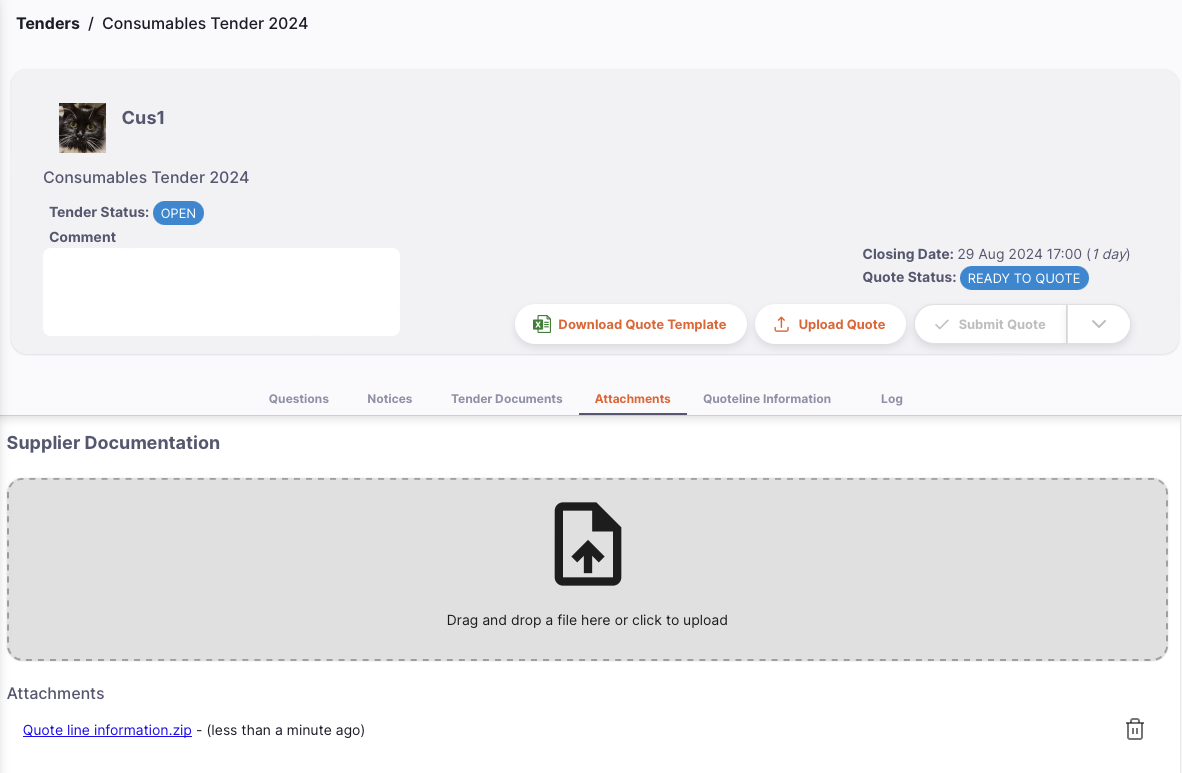 Tenders / Consumables Tender 2024
Cus1
Consumables Tender 2024
Tender Status: OPEN
Comment
Closing Date: 29 Aug 2024 17:00 (1 day)
Quote Status: READY TO QUOTE
Download Quote Template
Upload Quote
Submit Quote
Questions
Notices
Tender Documents
Attachments
Quoteline Information
Log
Supplier Documentation
Drag and drop a file here or click to upload
Attachments
Quote line information.zip - (less than a minute ago)